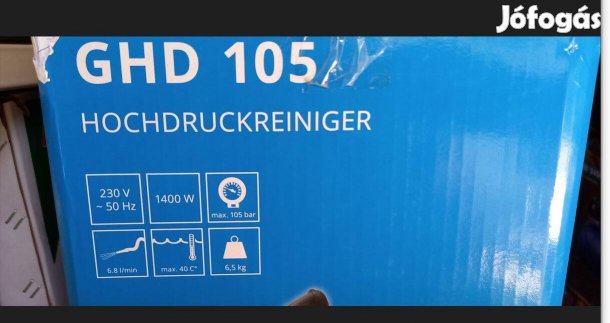 Jófogás
GHD 105
HOCHDRUCKREINIGER
230 V
~ 50 Hz
1400 W
max. 105 bar
6.8 l/min
max. 40 C°
6,5 kg